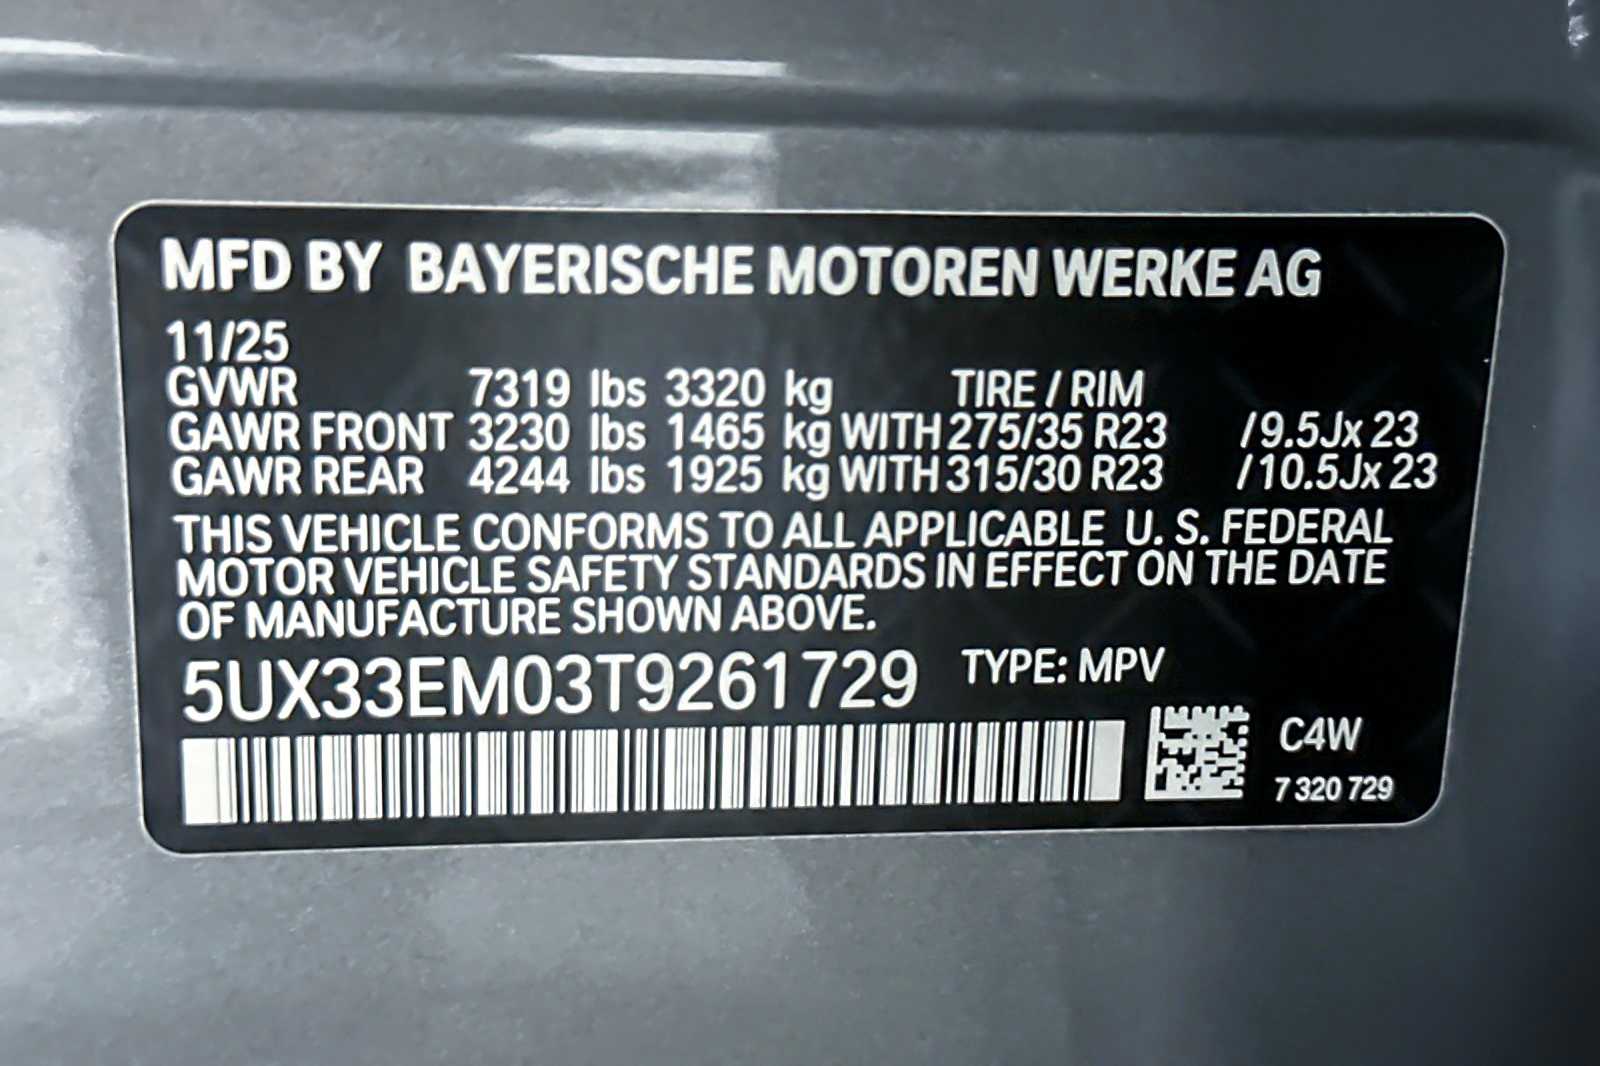 MFD BY BAYERISCHE MOTOREN WERKE AG
11/25
GVWR 7319 lbs 3320 kg TIRE / RIM
GAWR FRONT 3230 lbs 1465 kg WITH 275/35 R23 /9.5Jx 23
GAWR REAR 4244 lbs 1925 kg WITH 315/30 R23 /10.5Jx 23
THIS VEHICLE CONFORMS TO ALL APPLICABLE U. S. FEDERAL
MOTOR VEHICLE SAFETY STANDARDS IN EFFECT ON THE DATE
OF MANUFACTURE SHOWN ABOVE.
5UX33EM03T9261729 TYPE: MPV
C4W
7 320 729